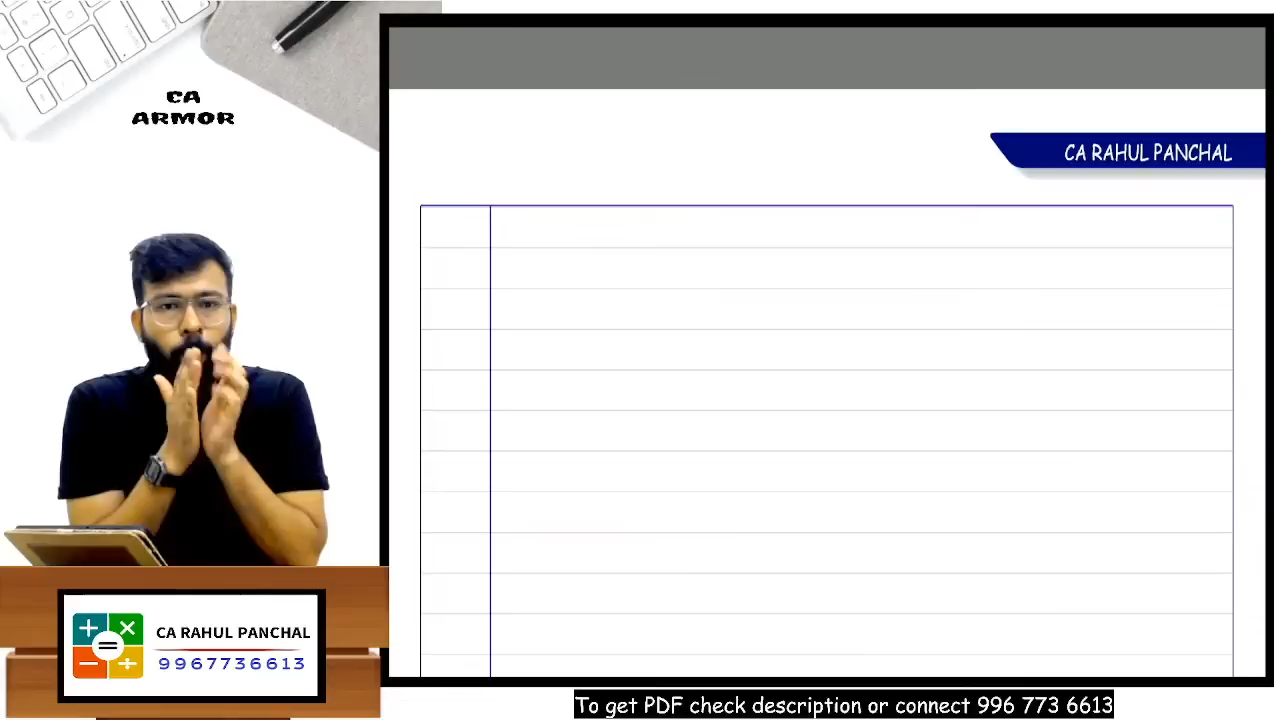 CA
ARMOR
CA RAHUL PANCHAL
CA RAHUL PANCHAL
9967736613
To get PDF check description or connect 996 773 6613